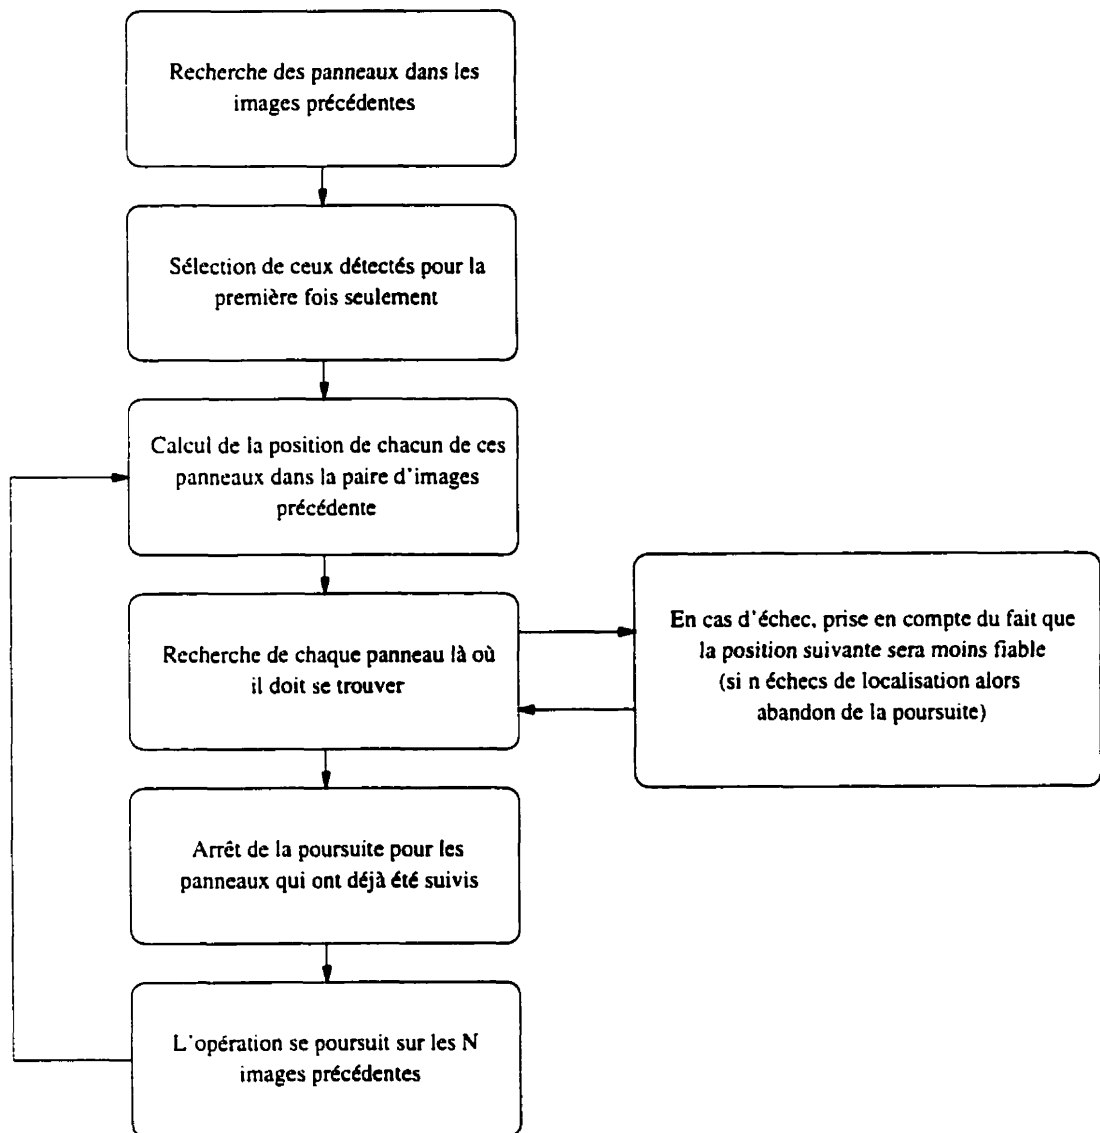 Recherche des panneaux dans les
images précédentes
Sélection de ceux détectés pour la
première fois seulement
Calcul de la position de chacun de ces
panneaux dans la paire d'images
précédente
Recherche de chaque panneau là où
il doit se trouver
En cas d'échec, prise en compte du fait que
la position suivante sera moins fiable
(si n échecs de localisation alors
abandon de la poursuite)
Arrêt de la poursuite pour les
panneaux qui ont déjà été suivis
L'opération se poursuit sur les N
images précédentes